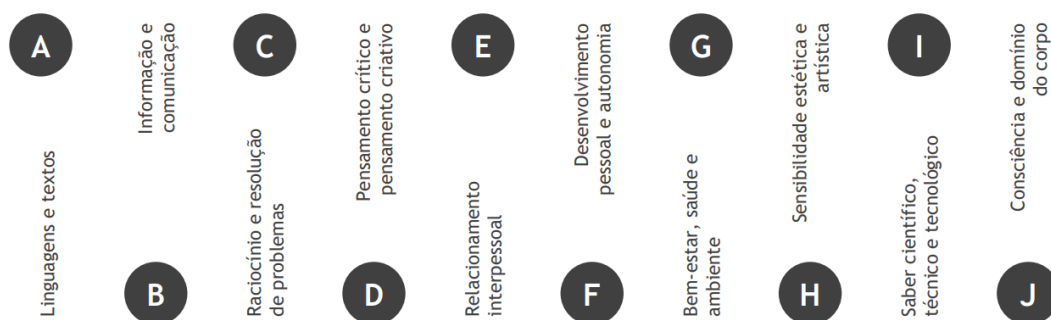 A
Linguagens e textos
B
Informação e
comunicação
C
Raciocínio e resolução
de problemas
D
Pensamento crítico e
pensamento criativo
E
Relacionamento
interpessoal
F
Desenvolvimento
pessoal e autonomia
G
Bem-estar, saúde e
ambiente
H
Sensibilidade estética e
artística
I
Saber científico,
técnico e tecnológico
J
Consciência e domínio
do corpo